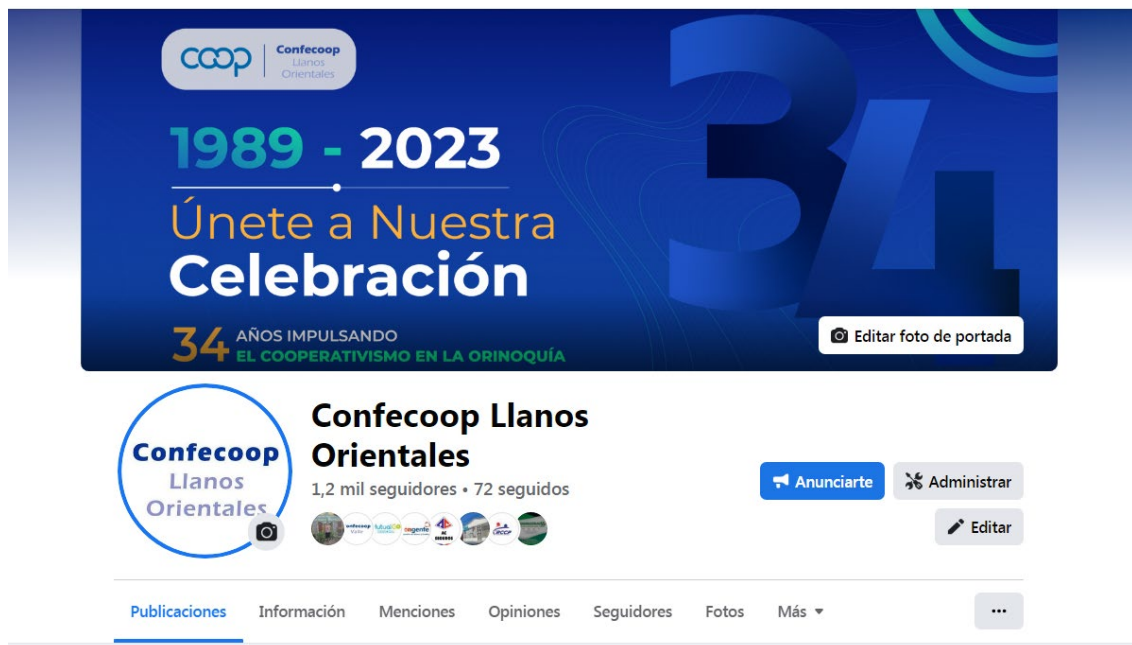 coop
Confecoop
Llanos
Orientales
1989 - 2023
Únete a Nuestra
Celebración
34 AÑOS IMPULSANDO
EL COOPERATIVISMO EN LA ORINOQUÍA
34
Editar foto de portada
Confecoop
Llanos
Orientales
Confecoop Llanos
Orientales
1,2 mil seguidores • 72 seguidos
Anunciarte
Administrar
Editar
Publicaciones Información Menciones Opiniones Seguidores Fotos Más